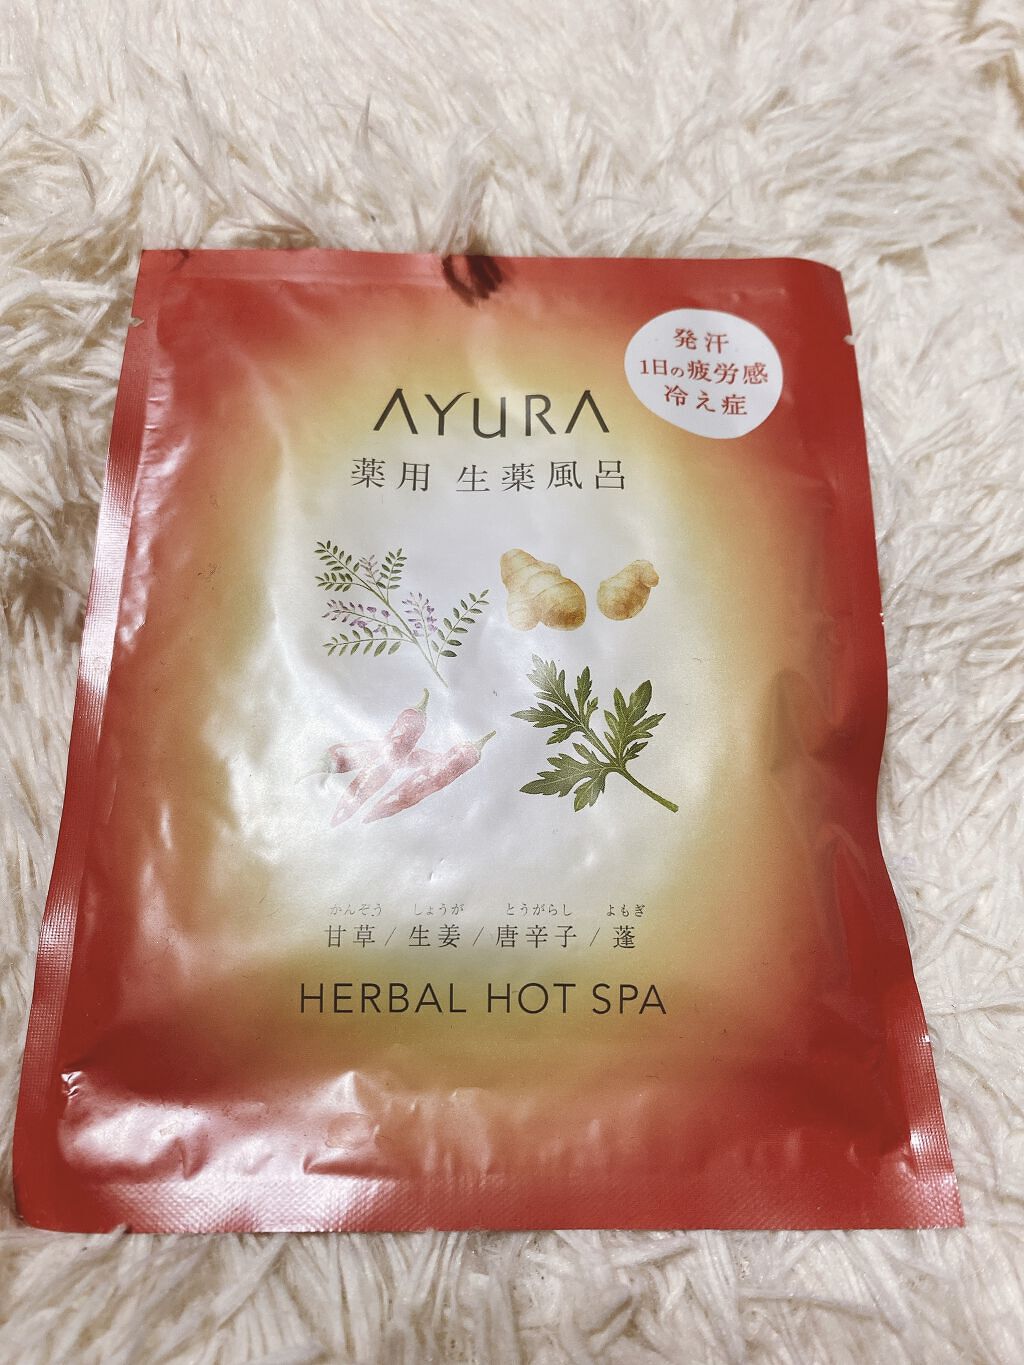 発汗
1日の疲労感
冷え症
AYURA
薬用 生薬風呂
かんぞう しょうが とうがらし よもぎ
甘草/生姜/唐辛子/蓬
HERBAL HOT SPA